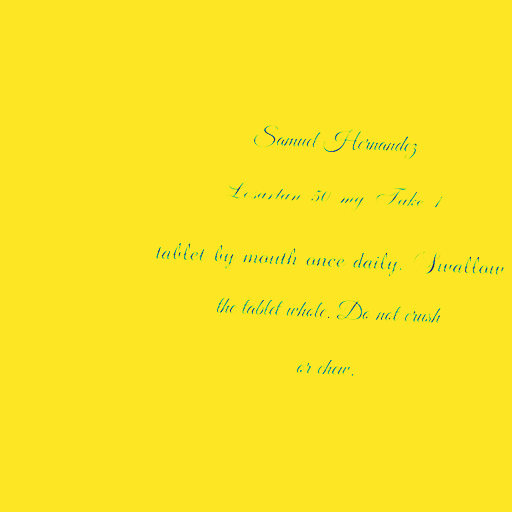 Samuel Hernandez
Losartan 50 mg Take 1
tablet by mouth once daily. Swallow
the tablet whole. Do not crush
or chew.